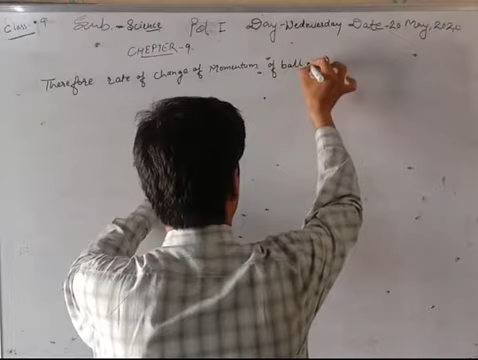 Class - 9 Sub. - Science Pd. I Day - Wednesday Date - 20 May, 2020
CHEPTER - 9.
Therefore rate of change of Momentum of ball